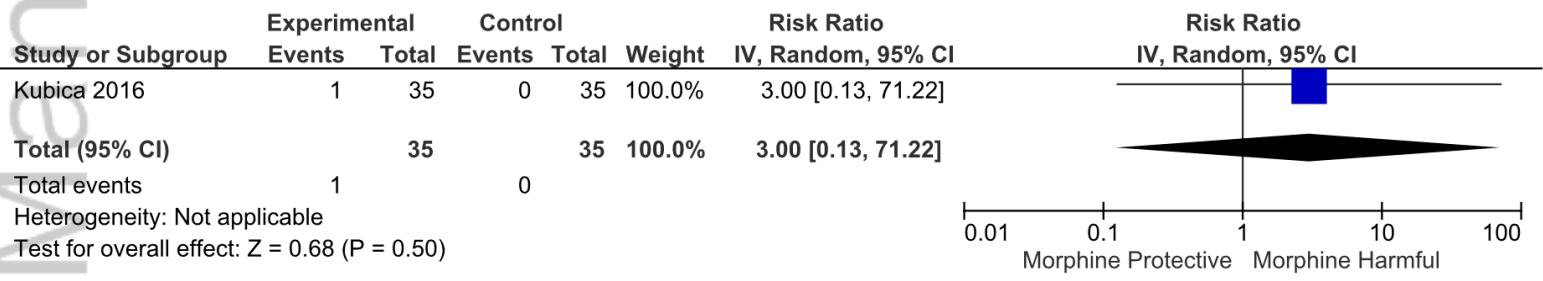 Experimental Control Risk Ratio Risk Ratio
Study or Subgroup Events Total Events Total Weight IV, Random, 95% CI IV, Random, 95% CI
Kubica 2016 1 35 0 35 100.0% 3.00 [0.13, 71.22]
Total (95% CI) 35 35 100.0% 3.00 [0.13, 71.22]
Total events 1 0
Heterogeneity: Not applicable
Test for overall effect: Z = 0.68 (P = 0.50)
0.01 0.1 1 10 100
Morphine Protective Morphine Harmful